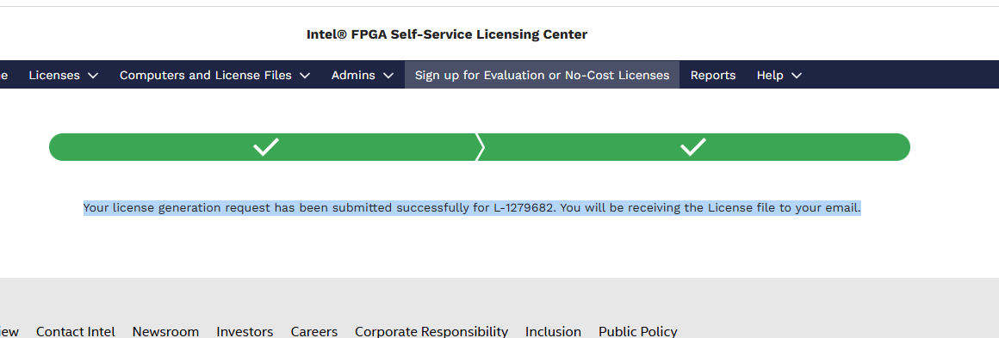 Intel® FPGA Self-Service Licensing Center
Licenses Computers and License Files Admins Sign up for Evaluation or No-Cost Licenses Reports Help
Your license generation request has been submitted successfully for L-1279682. You will be receiving the License file to your email.
Contact Intel Newsroom Investors Careers Corporate Responsibility Inclusion Public Policy